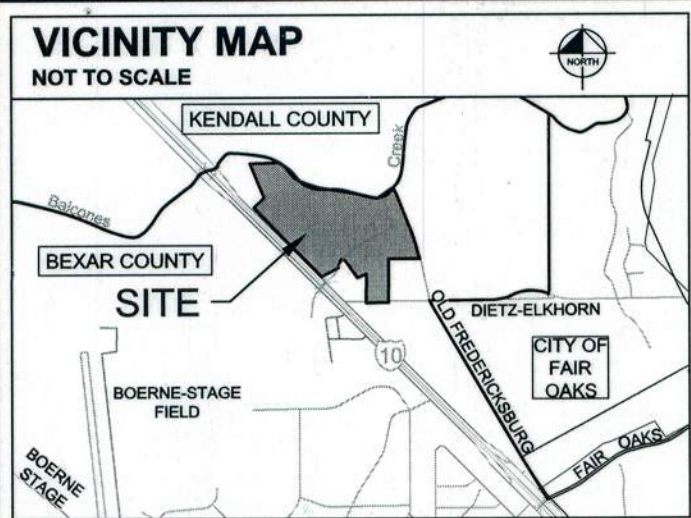 VICINITY MAP
NOT TO SCALE
NORTH
KENDALL COUNTY
Creek
Balcones
BEXAR COUNTY
SITE
OLD FREDERICKSBURG
DIETZ-ELKHORN
10
CITY OF
FAIR
OAKS
BOERNE-STAGE
FIELD
FAIR OAKS
BOERNE
STAGE